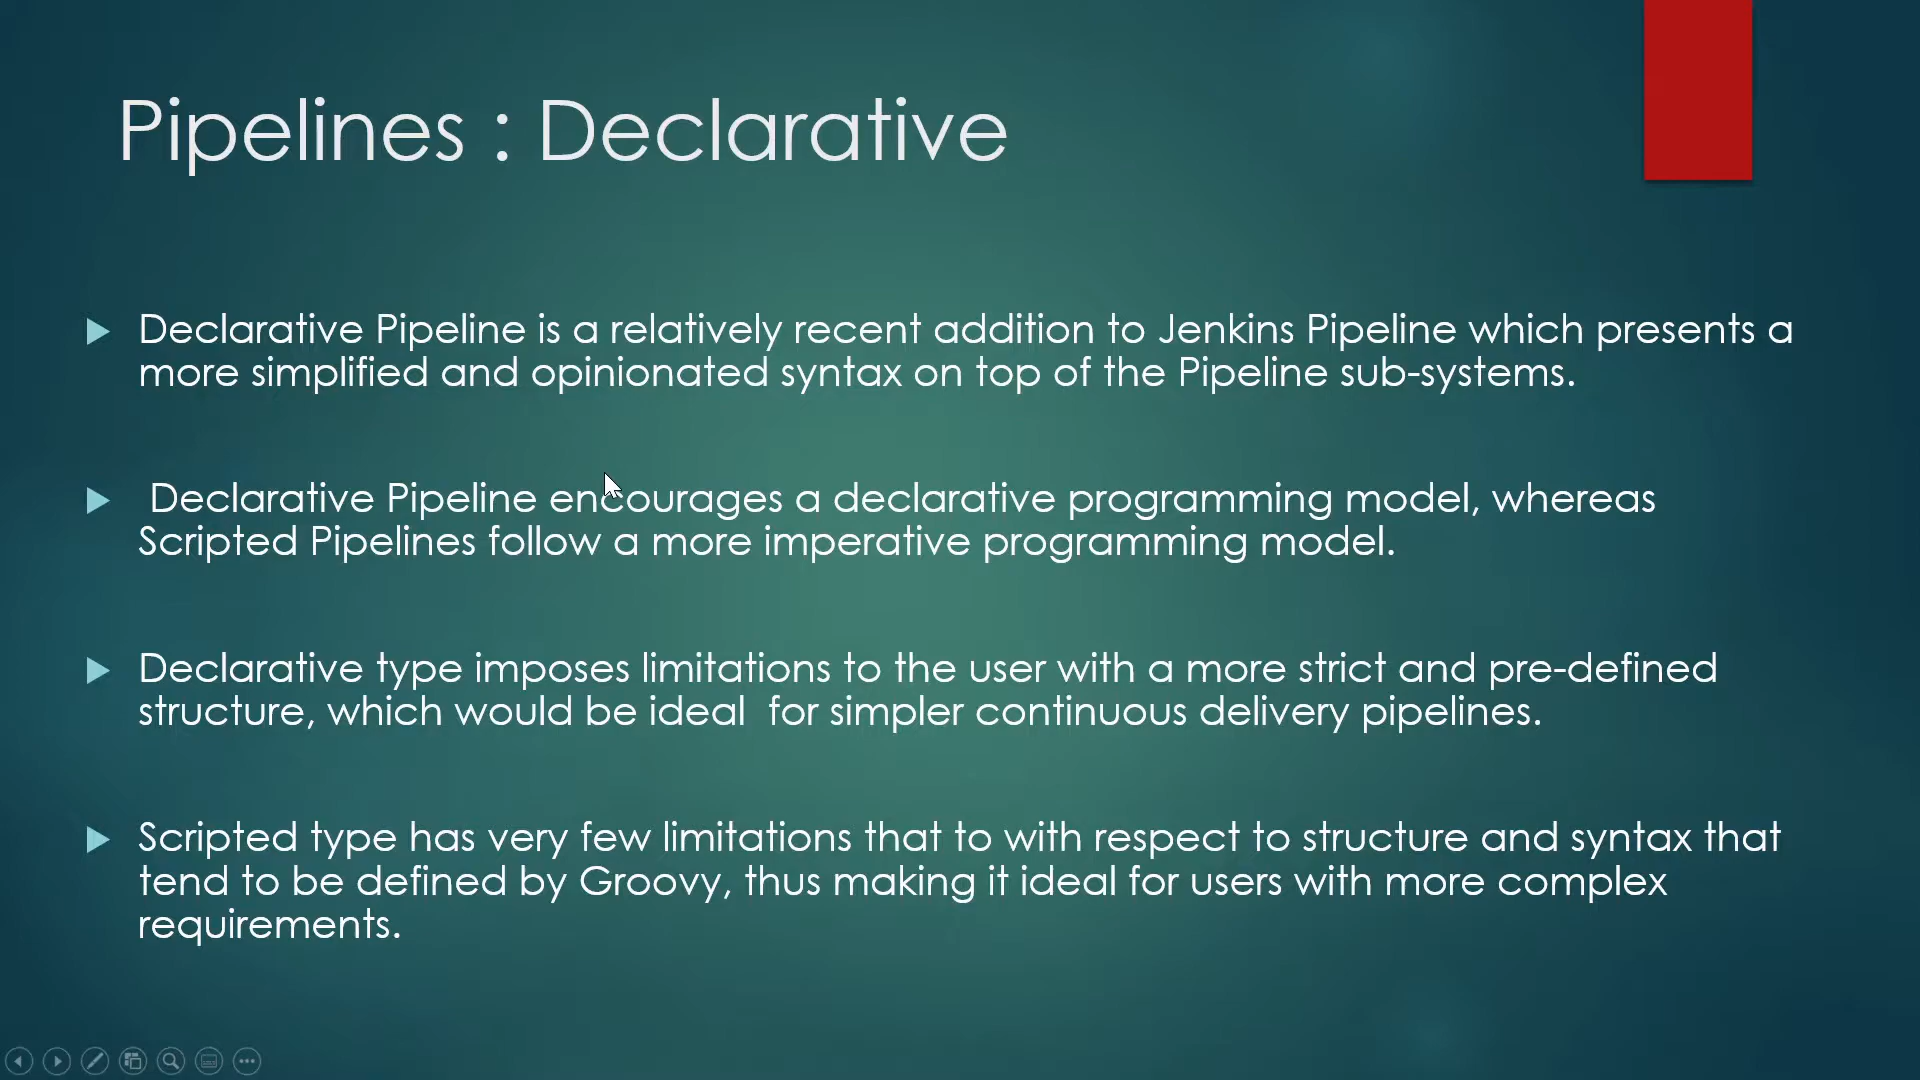 Pipelines : Declarative
Declarative Pipeline is a relatively recent addition to Jenkins Pipeline which presents a
more simplified and opinionated syntax on top of the Pipeline sub-systems.
Declarative Pipeline encourages a declarative programming model, whereas
Scripted Pipelines follow a more imperative programming model.
Declarative type imposes limitations to the user with a more strict and pre-defined
structure, which would be ideal  for simpler continuous delivery pipelines.
Scripted type has very few limitations that to with respect to structure and syntax that
tend to be defined by Groovy, thus making it ideal for users with more complex
requirements.